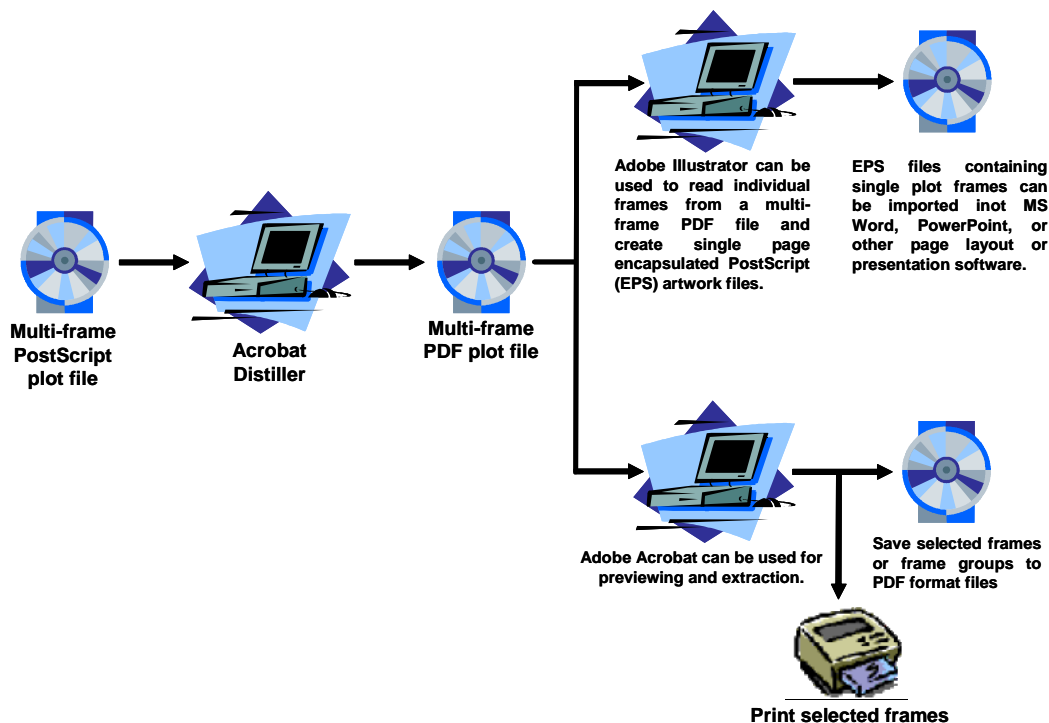 Multi-frame
PostScript
plot file
Acrobat
Distiller
Multi-frame
PDF plot file
Adobe Illustrator can be
used to read individual
frames from a multi-
frame PDF file and
create single page
encapsulated PostScript
(EPS) artwork files.
EPS files containing
single plot frames can
be imported inot MS
Word, PowerPoint, or
other page layout or
presentation software.
Adobe Acrobat can be used for
previewing and extraction.
Save selected frames
or frame groups to
PDF format files
Print selected frames